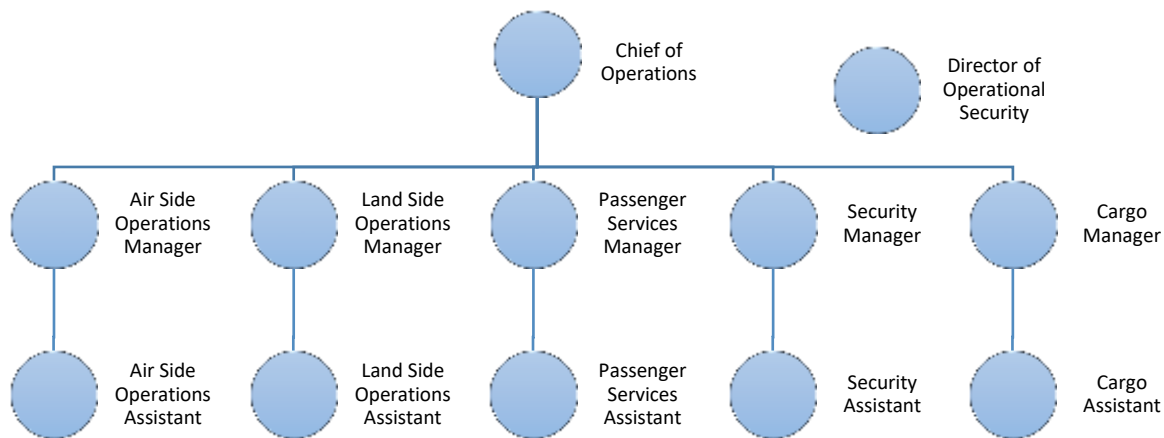 Chief of
Operations
Director of
Operational
Security
Air Side
Operations
Manager
Land Side
Operations
Manager
Passenger
Services
Manager
Security
Manager
Cargo
Manager
Air Side
Operations
Assistant
Land Side
Operations
Assistant
Passenger
Services
Assistant
Security
Assistant
Cargo
Assistant